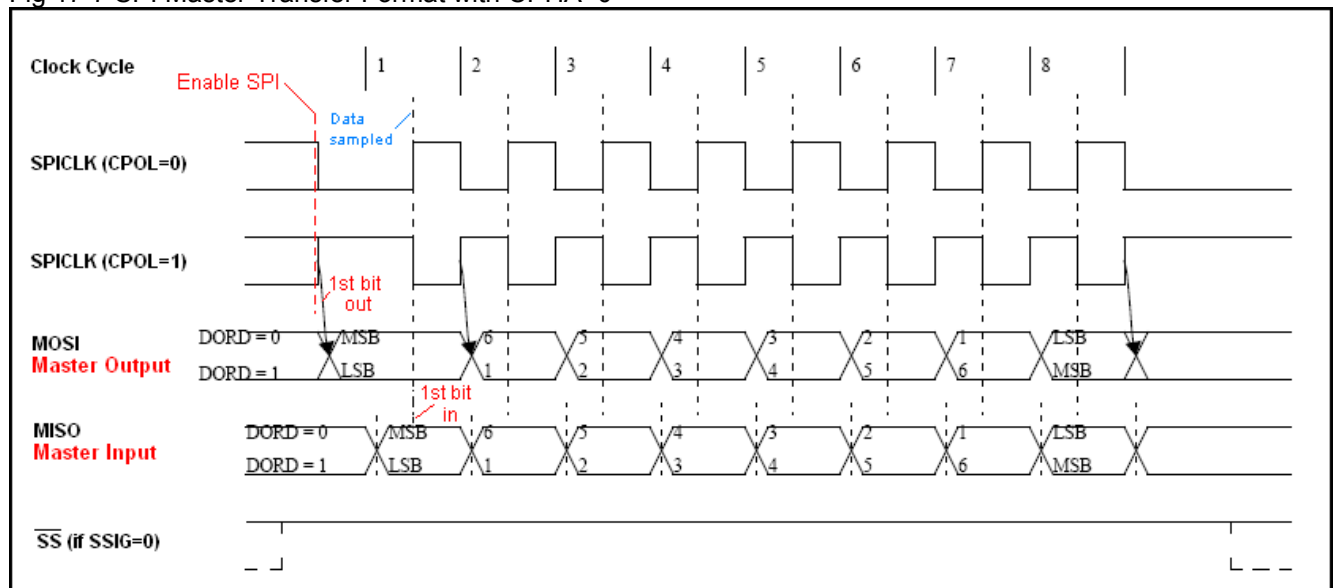 Fig 17-1 SPI Master Transfer Format with CPHA=0
Clock Cycle 1 2 3 4 5 6 7 8
Enable SPI
Data
sampled
SPICLK (CPOL=0)
SPICLK (CPOL=1)
1st bit
out
MOSI
Master Output
DORD = 0 MSB 6 5 4 3 2 1 LSB
DORD = 1 LSB 1 2 3 4 5 6 MSB
1st bit
in
MISO
Master Input
DORD = 0 MSB 6 5 4 3 2 1 LSB
DORD = 1 LSB 1 2 3 4 5 6 MSB
SS (if SSIG=0)